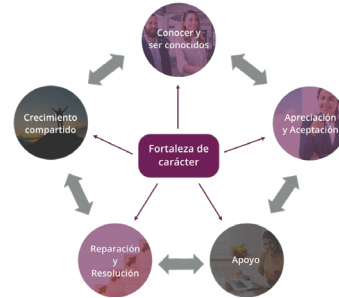 Conocer y
ser conocidos
Crecimiento
compartido
Apreciación
y Aceptación
Fortaleza de
carácter
Reparación
y
Resolución
Apoyo